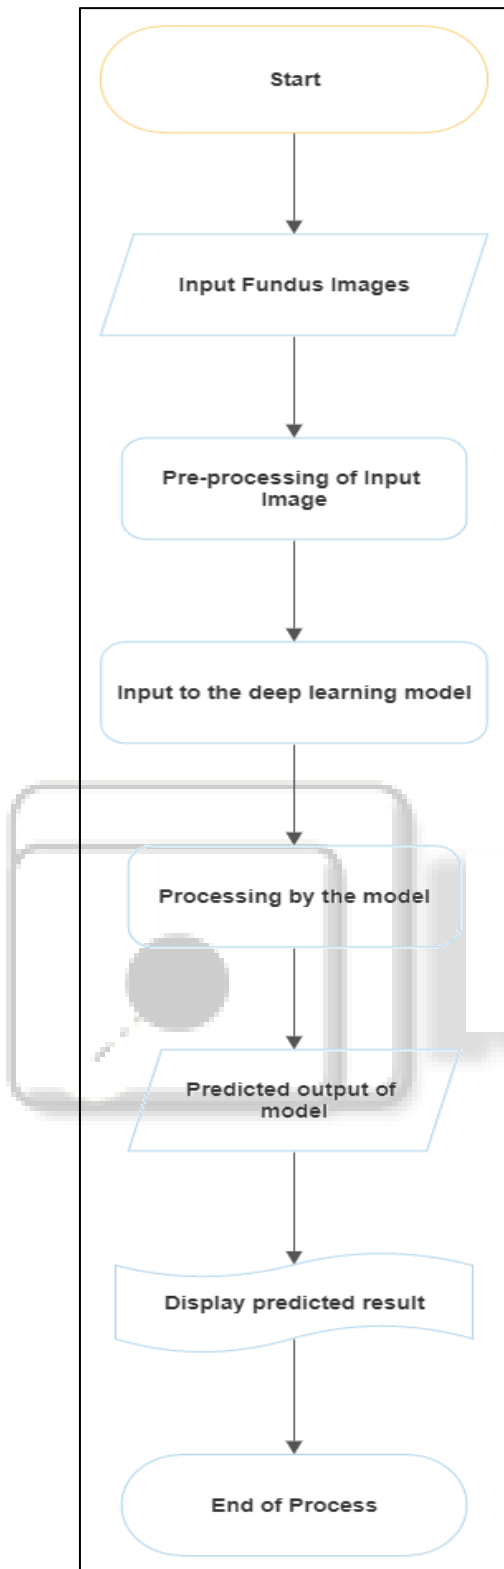 Start
Input Fundus Images
Pre-processing of Input
Image
Input to the deep learning model
Processing by the model
Predicted output of
model
Display predicted result
End of Process